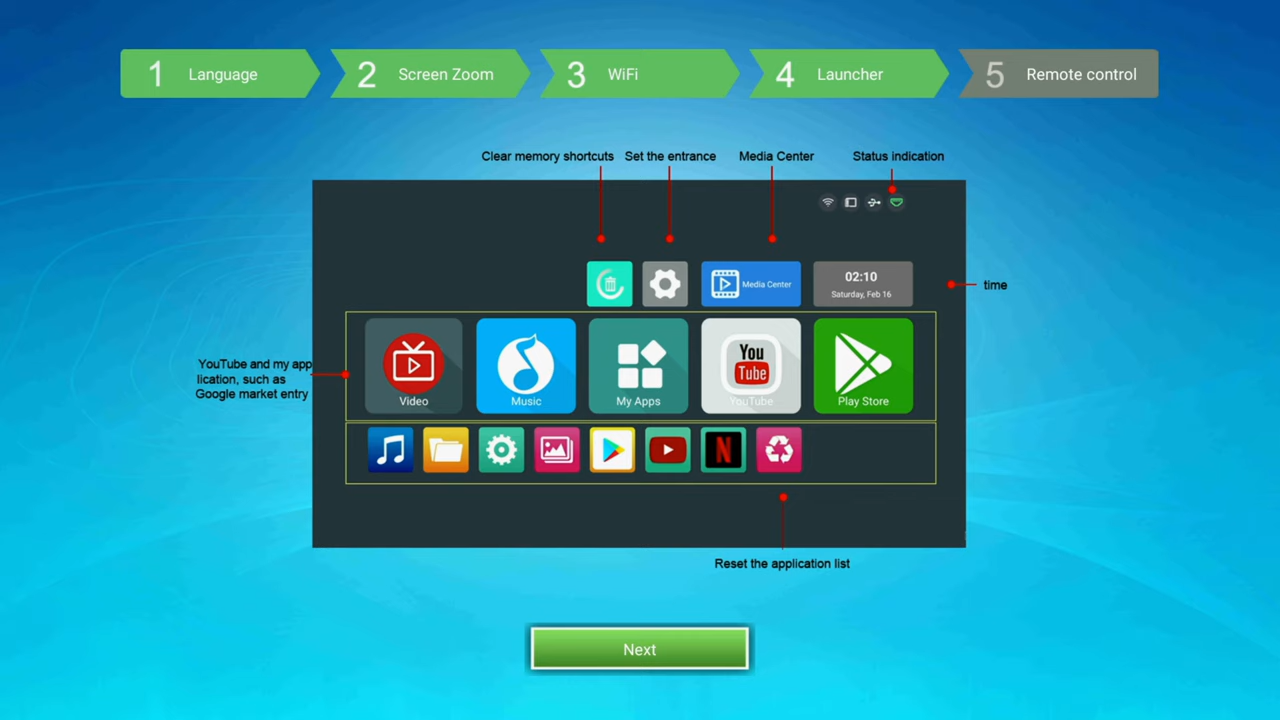 1 Language
2 Screen Zoom
3 WiFi
4 Launcher
5 Remote control
Clear memory shortcuts
Set the entrance
Media Center
Status indication
Media Center
02:10
Saturday, Feb 16
time
YouTube and my app
lication, such as
Google market entry
Video
Music
My Apps
You
Tube
YouTube
Play Store
N
Reset the application list
Next